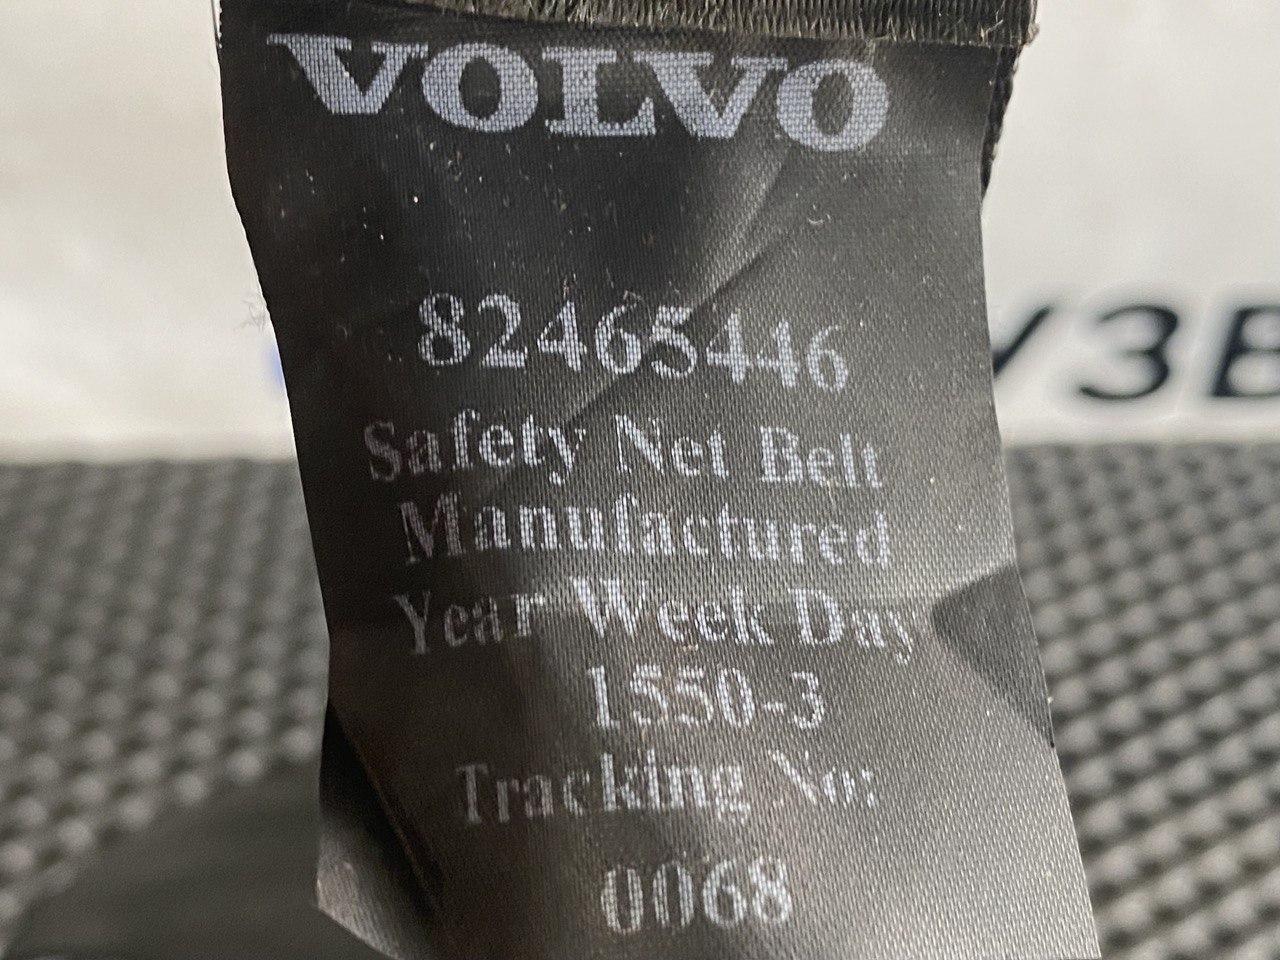 VOLVO
82465446
Safety Net Belt
Manufactured
Year Week Day
1550-3
Tracking No:
0068